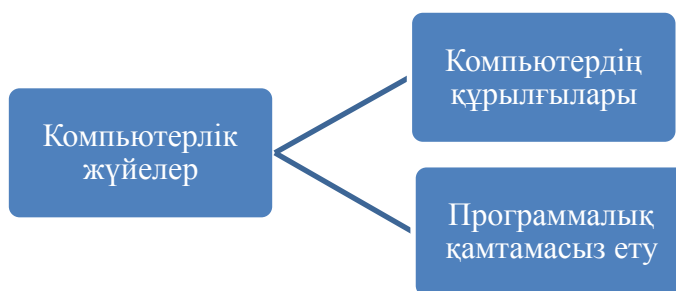 Компьютерлік
жүйелер
Компьютердің
құрылғылары
Программалық
қамтамасыз ету